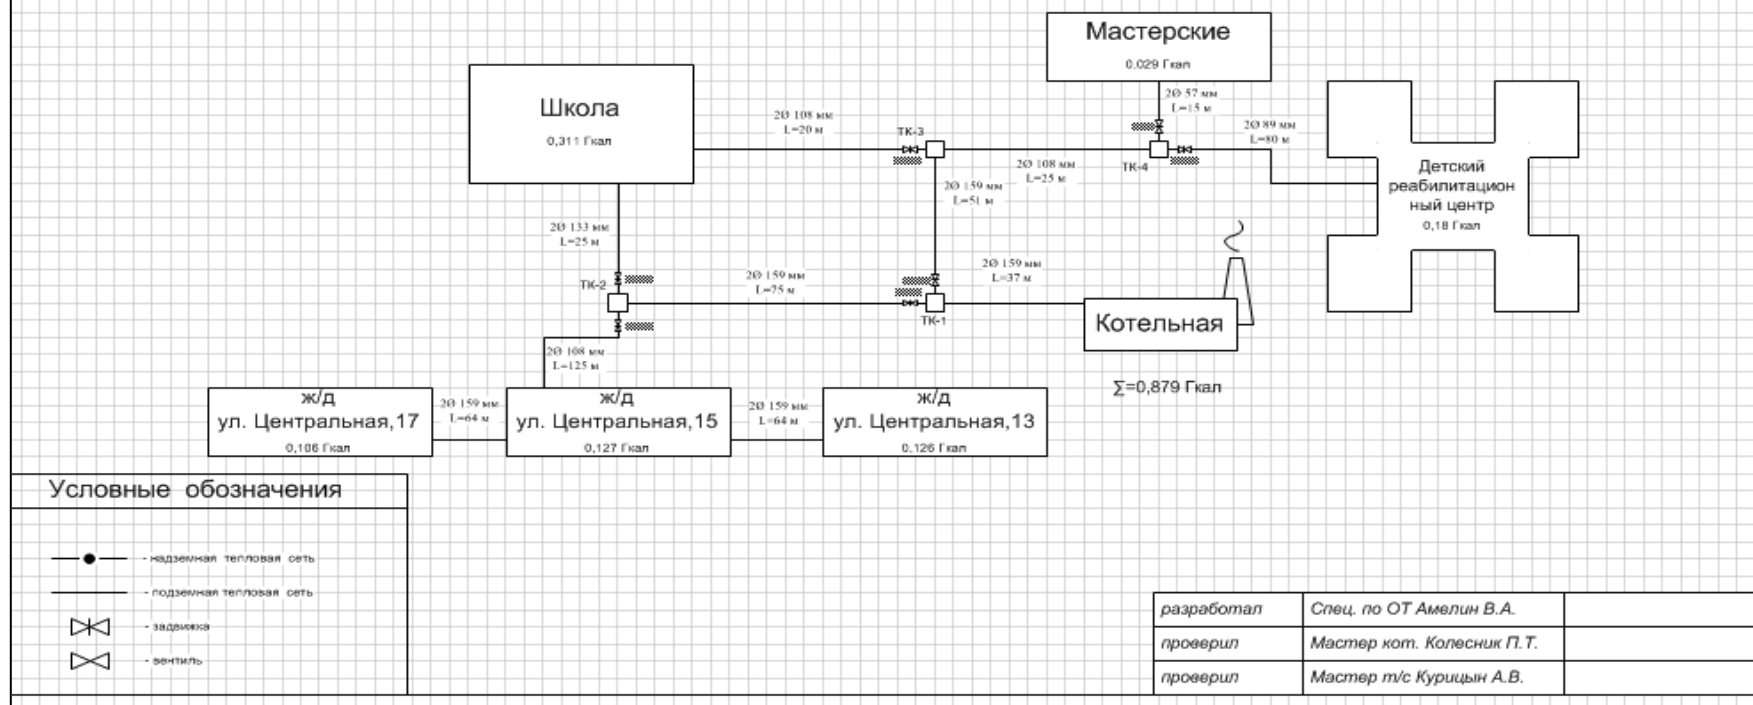 Мастерские
0,029 Гкал
2Ø 57 мм
L=15 м
Школа
0,311 Гкал
2Ø 108 мм
L=20 м
ТК-3
2Ø 108 мм
L=25 м
ТК-4
2Ø 89 мм
L=80 м
Детский
реабилитацион
ный центр
0,18 Гкал
2Ø 159 мм
L=51 м
2Ø 133 мм
L=25 м
ТК-2
2Ø 159 мм
L=75 м
2Ø 159 мм
L=37 м
ТК-1
Котельная
∑=0,879 Гкал
2Ø 108 мм
L=125 м
ж/д
ул. Центральная,17
0,106 Гкал
2Ø 159 мм
L=64 м
ж/д
ул. Центральная,15
0,127 Гкал
2Ø 159 мм
L=64 м
ж/д
ул. Центральная,13
0,126 Гкал
Условные обозначения
- надземная тепловая сеть
- подземная тепловая сеть
- задвижка
- вентиль
разработал Спец. по ОТ Амелин В.А.
проверил Мастер кот. Колесник П.Т.
проверил Мастер т/с Курицын А.В.